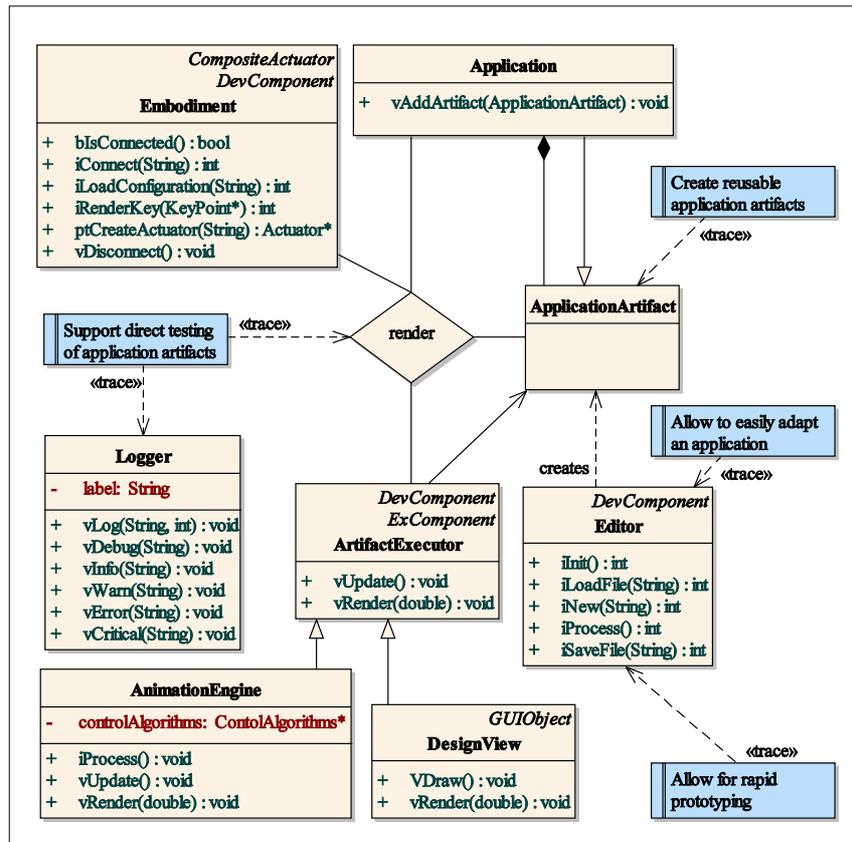 CompositeActuator
DevComponent
Embodiment
+ bIsConnected() : bool
+ iConnect(String) : int
+ iLoadConfiguration(String) : int
+ iRenderKey(KeyPoint*) : int
+ ptCreateActuator(String) : Actuator*
+ vDisconnect() : void
Application
+ vAddArtifact(ApplicationArtifact) : void
Create reusable
application artifacts
«trace»
ApplicationArtifact
render
Support direct testing
of application artifacts
«trace»
«trace»
Logger
- label: String
+ vLog(String, int) : void
+ vDebug(String) : void
+ vInfo(String) : void
+ vWarn(String) : void
+ vError(String) : void
+ vCritical(String) : void
Allow to easily adapt
an application
«trace»
creates
DevComponent
ExComponent
ArtifactExecutor
+ vUpdate() : void
+ vRender(double) : void
DevComponent
Editor
+ iInit() : int
+ iLoadFile(String) : int
+ iNew(String) : int
+ iProcess() : int
+ iSaveFile(String) : int
AnimationEngine
- controlAlgorithms: ContolAlgorithms*
+ iProcess() : void
+ vUpdate() : void
+ vRender(double) : void
GUIObject
DesignView
+ VDraw() : void
+ vRender(double) : void
«trace»
Allow for rapid
prototyping